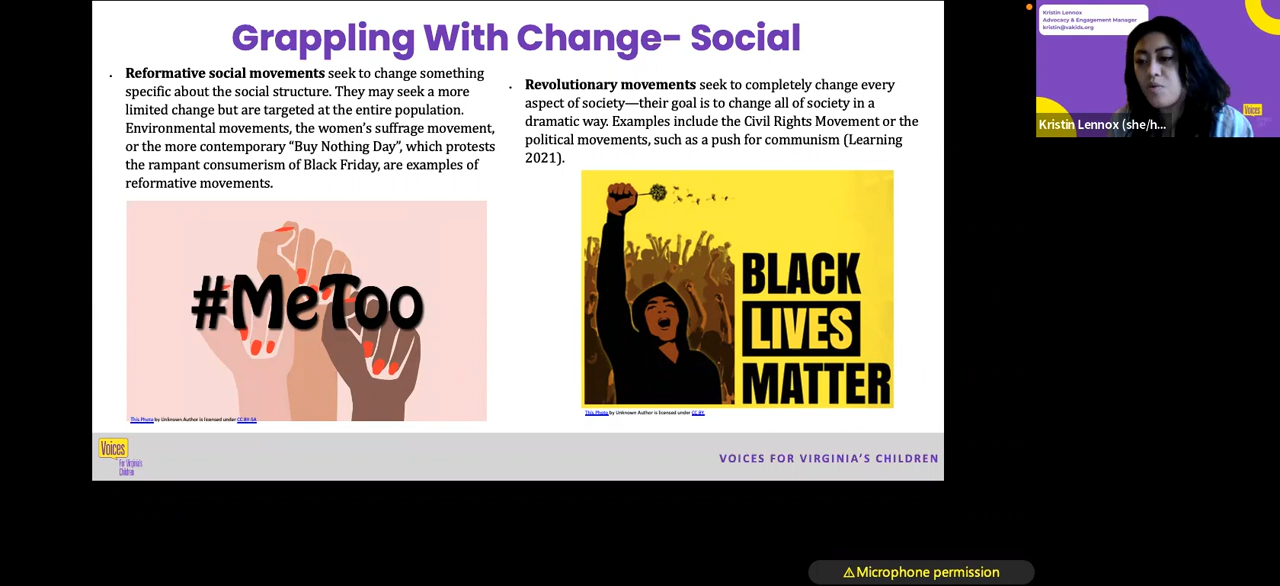 Grappling With Change- Social
Reformative social movements seek to change something
specific about the social structure. They may seek a more
limited change but are targeted at the entire population.
Environmental movements, the women’s suffrage movement,
or the more contemporary “Buy Nothing Day”, which protests
the rampant consumerism of Black Friday, are examples of
reformative movements.
#MeToo
This Photo by Unknown Author is licensed under CC BY-SA
Revolutionary movements seek to completely change every
aspect of society—their goal is to change all of society in a
dramatic way. Examples include the Civil Rights Movement or the
political movements, such as a push for communism (Learning
2021).
BLACK
LIVES
MATTER
This Photo by Unknown Author is licensed under CC BY
Voices
For Virginia's
Children
VOICES FOR VIRGINIA’S CHILDREN
Kristin Lennox
Advocacy & Engagement Manager
kristin@vakids.org
Voices
Kristin Lennox (she/h...
Microphone permission